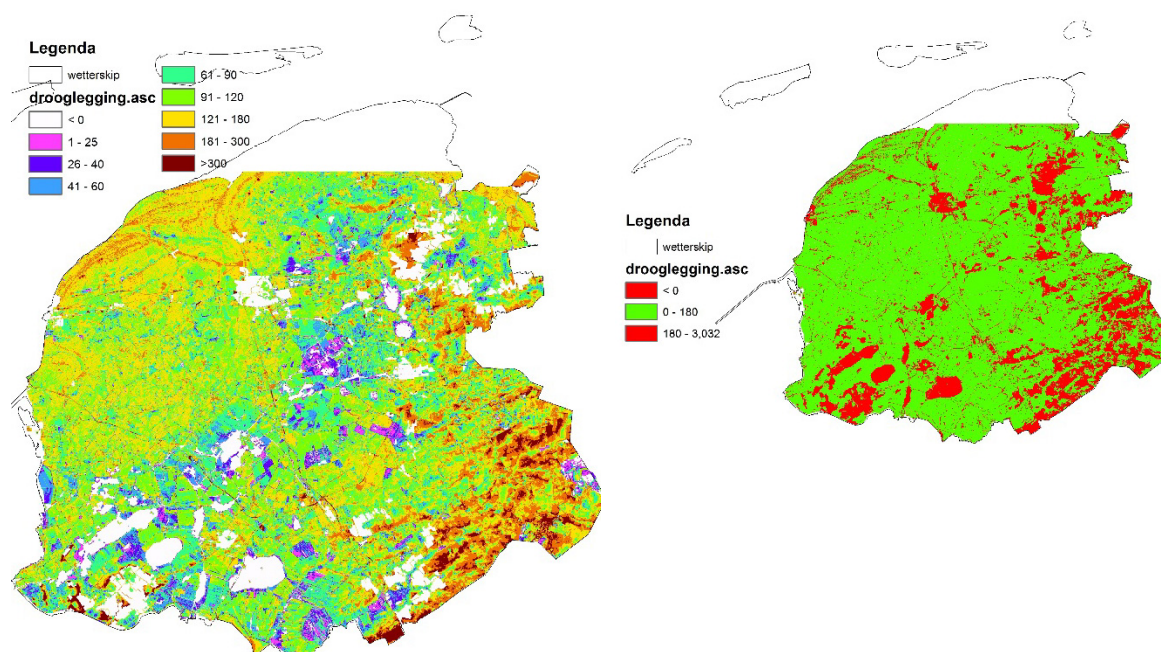 Legenda
wetterskip
drooglegging.asc
< 0
1 - 25
26 - 40
41 - 60
61 - 90
91 - 120
121 - 180
181 - 300
>300
Legenda
wetterskip
drooglegging.asc
< 0
0 - 180
180 - 3,032